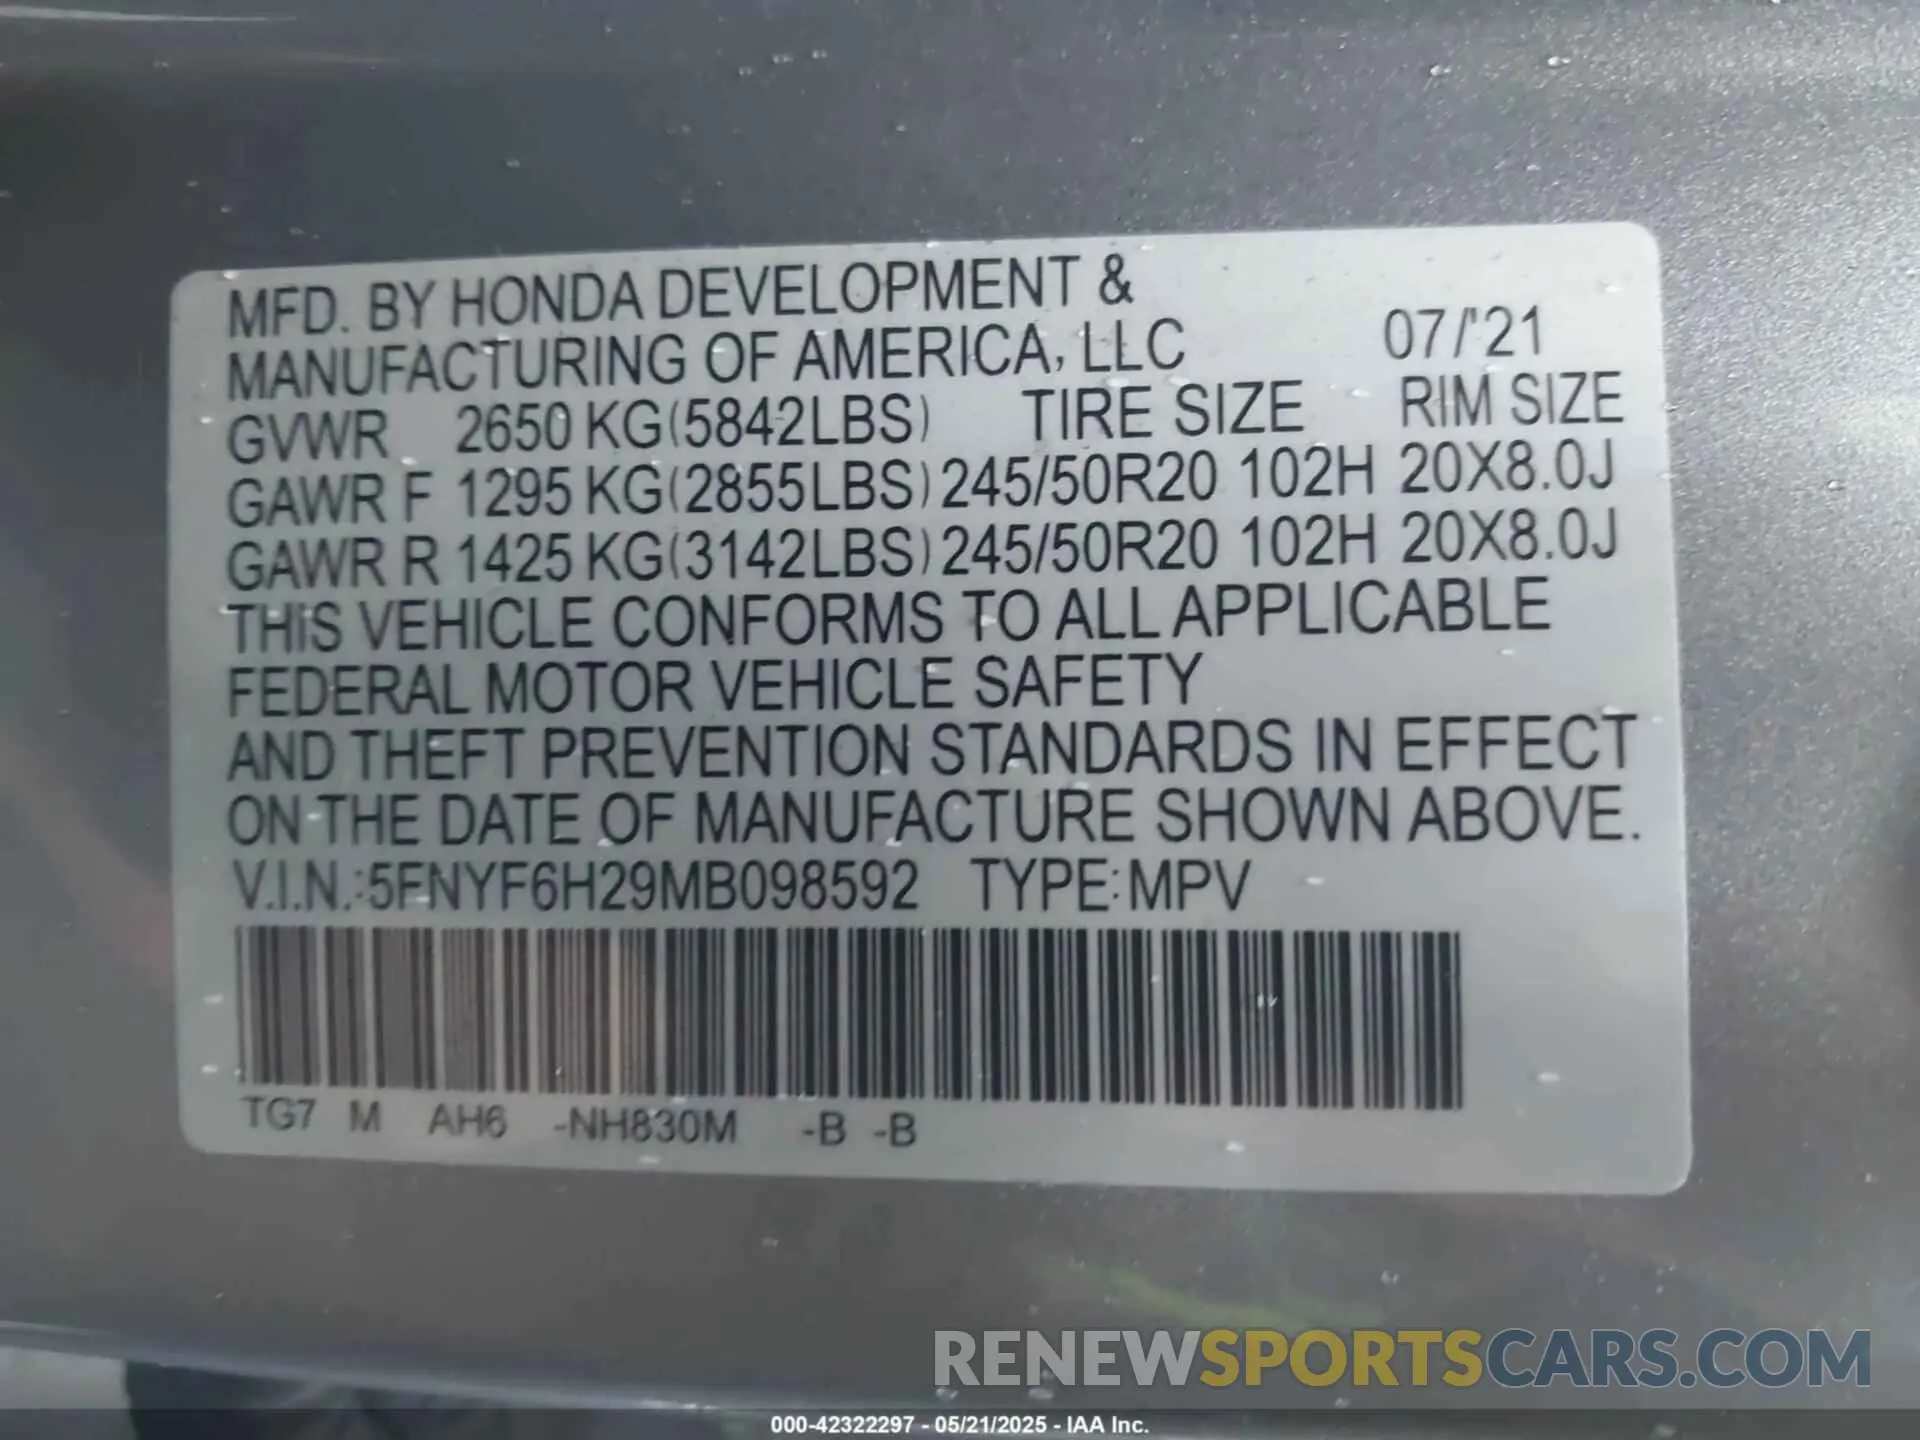 MFD. BY HONDA DEVELOPMENT &
MANUFACTURING OF AMERICA, LLC 07/'21
GVWR 2650 KG(5842LBS) TIRE SIZE RIM SIZE
GAWR F 1295 KG(2855LBS) 245/50R20 102H 20X8.0J
GAWR R 1425 KG(3142LBS) 245/50R20 102H 20X8.0J
THIS VEHICLE CONFORMS TO ALL APPLICABLE
FEDERAL MOTOR VEHICLE SAFETY
AND THEFT PREVENTION STANDARDS IN EFFECT
ON THE DATE OF MANUFACTURE SHOWN ABOVE.
V.I.N.:5FNYF6H29MB098592 TYPE:MPV
TG7 M AH6 -NH830M -B -B
RENEWSPORTSCARS.COM
000-42322297 - 05/21/2025 - IAA Inc.